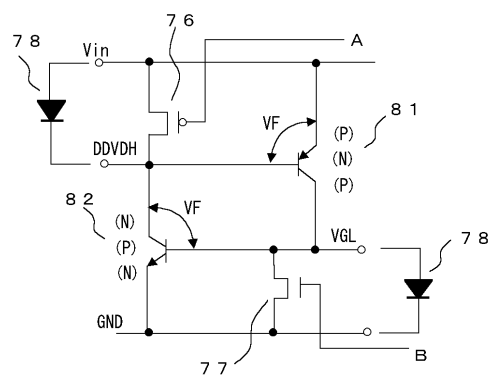 76
A
78
Vin
VF
81
(P)
(N)
(P)
DDVDH
82
(N)
(P)
(N)
VF
VGL
78
GND
77
B